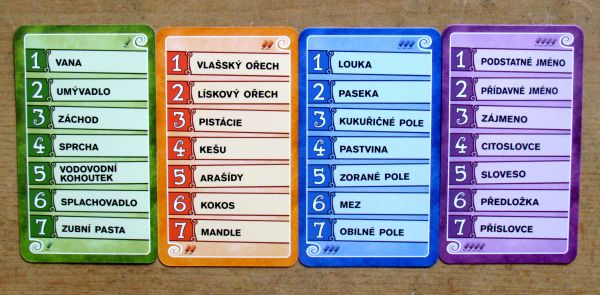 1 VANA
2 UMÝVADLO
3 ZÁCHOD
4 SPRCHA
5 VODOVODNÍ
KOHOUTEK
6 SPLACHOVADLO
7 ZUBNÍ PASTA
1 VLAŠSKÝ OŘECH
2 LÍSKOVÝ OŘECH
3 PISTÁCIE
4 KEŠU
5 ARAŠÍDY
6 KOKOS
7 MANDLE
1 LOUKA
2 PASEKA
3 KUKUŘIČNÉ POLE
4 PASTVINA
5 ZORANÉ POLE
6 MEZ
7 OBILNÉ POLE
1 PODSTATNÉ JMÉNO
2 PŘÍDAVNÉ JMÉNO
3 ZÁJMENO
4 CITOSLOVCE
5 SLOVESO
6 PŘEDLOŽKA
7 PŘÍSLOVCE